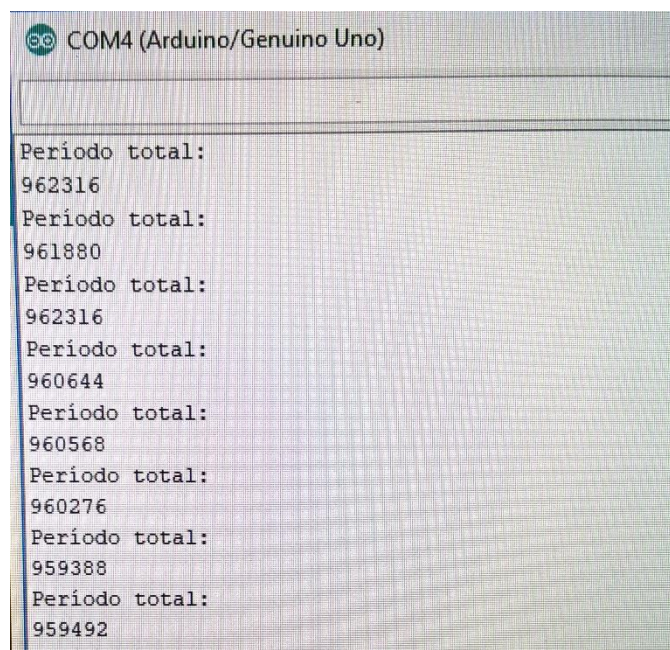 COM4 (Arduino/Genuino Uno)
Período total:
962316
Período total:
961880
Período total:
962316
Período total:
960644
Período total:
960568
Período total:
960276
Período total:
959388
Período total:
959492